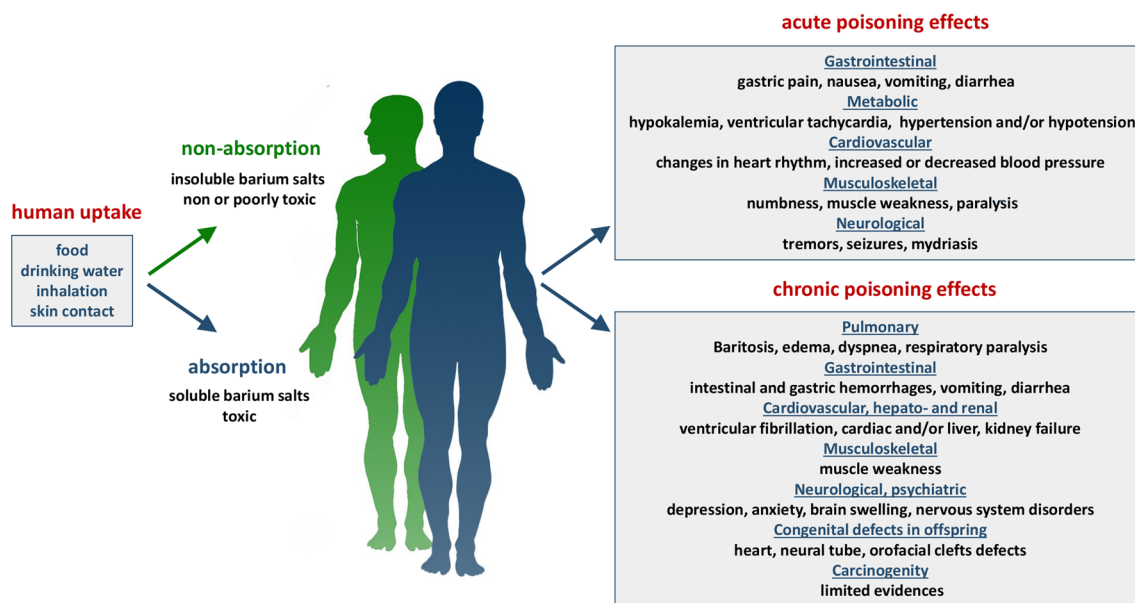 human uptake
food
drinking water
inhalation
skin contact
non-absorption
insoluble barium salts
non or poorly toxic
absorption
soluble barium salts
toxic
acute poisoning effects
Gastrointestinal
gastric pain, nausea, vomiting, diarrhea
Metabolic
hypokalemia, ventricular tachycardia, hypertension and/or hypotension
Cardiovascular
changes in heart rhythm, increased or decreased blood pressure
Musculoskeletal
numbness, muscle weakness, paralysis
Neurological
tremors, seizures, mydriasis
chronic poisoning effects
Pulmonary
Baritosis, edema, dyspnea, respiratory paralysis
Gastrointestinal
intestinal and gastric hemorrhages, vomiting, diarrhea
Cardiovascular, hepato- and renal
ventricular fibrillation, cardiac and/or liver, kidney failure
Musculoskeletal
muscle weakness
Neurological, psychiatric
depression, anxiety, brain swelling, nervous system disorders
Congenital defects in offspring
heart, neural tube, orofacial clefts defects
Carcinogenity
limited evidences